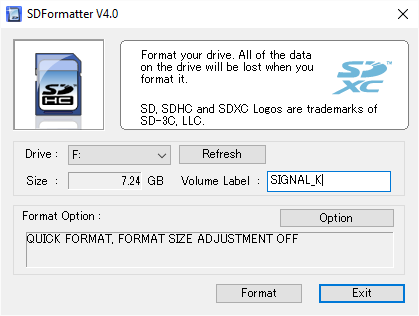 SDFormatter V4.0
SD
HC
Format your drive. All of the data
on the drive will be lost when you
format it.
SD
XC
SD, SDHC and SDXC Logos are trademarks of
SD-3C, LLC.
Drive : F: Refresh
Size : 7.24 GB Volume Label : SIGNAL_K
Format Option :
Option
QUICK FORMAT, FORMAT SIZE ADJUSTMENT OFF
Format Exit